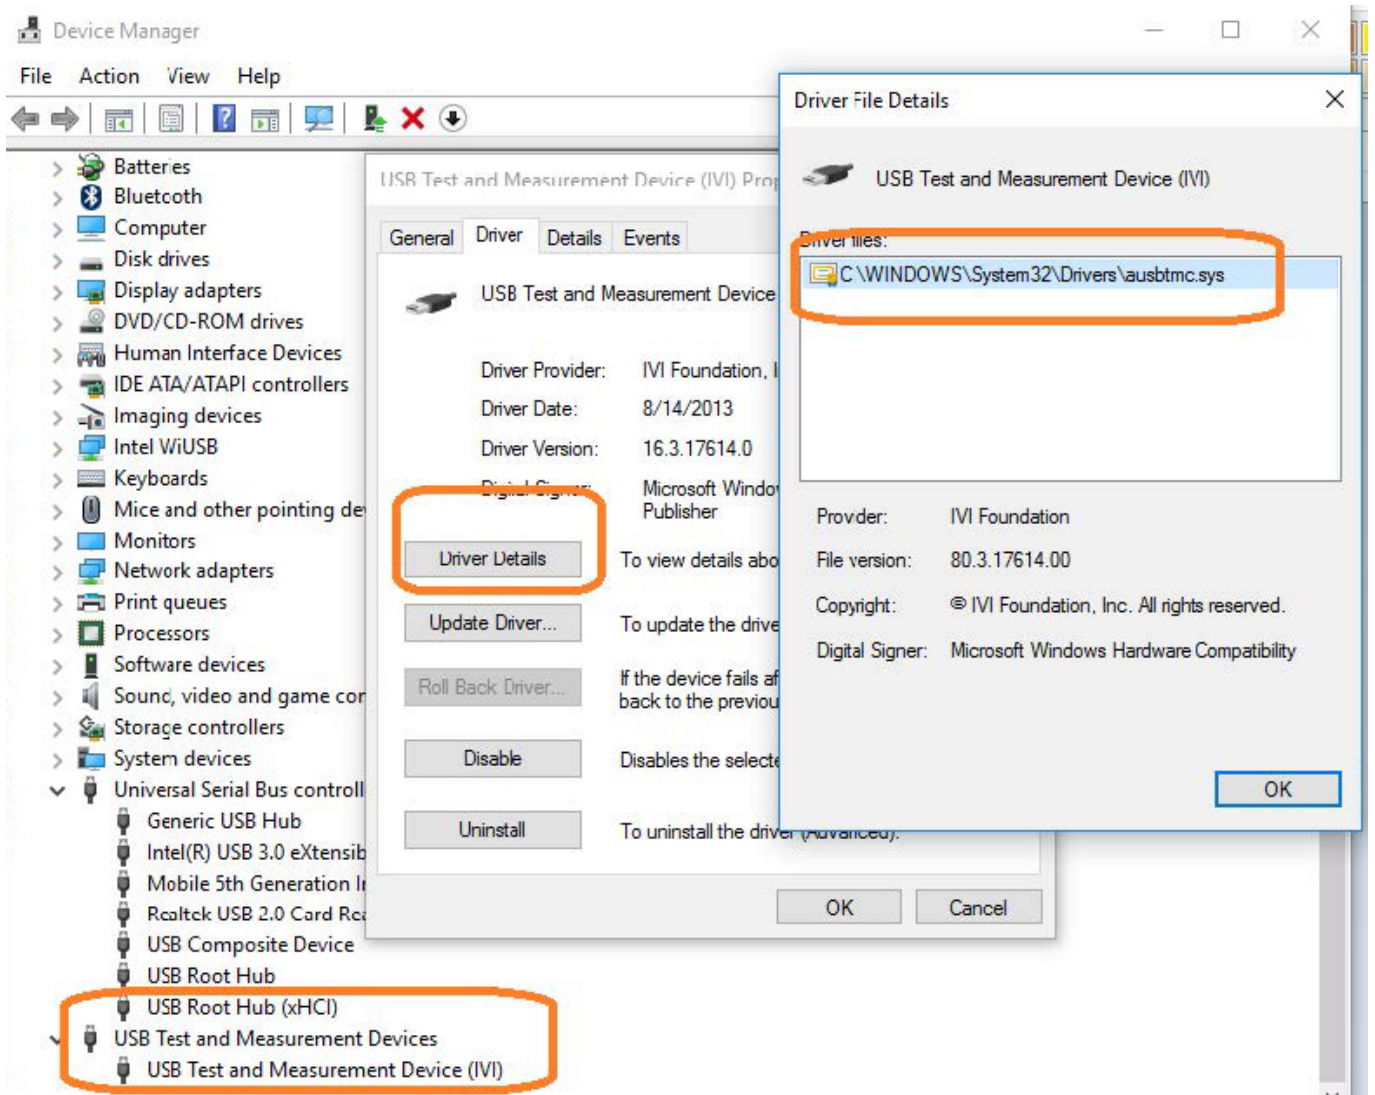 Device Manager
File Action View Help
Batteries
Bluetooth
Computer
Disk drives
Display adapters
DVD/CD-ROM drives
Human Interface Devices
IDE ATA/ATAPI controllers
Imaging devices
Intel WiUSB
Keyboards
Mice and other pointing de
Monitors
Network adapters
Print queues
Processors
Software devices
Sound, video and game cor
Storage controllers
System devices
Universal Serial Bus controll
Generic USB Hub
Intel(R) USB 3.0 eXtensib
Mobile 5th Generation I
Realtek USB 2.0 Card Rea
USB Composite Device
USB Root Hub
USB Root Hub (xHCI)
USB Test and Measurement Devices
USB Test and Measurement Device (IVI)
USB Test and Measurement Device (IVI) Prop
General Driver Details Events
USB Test and Measurement Device
Driver Provider: IVI Foundation, I
Driver Date: 8/14/2013
Driver Version: 16.3.17614.0
Digital Signer: Microsoft Window
Publisher
Driver Details To view details abo
Update Driver... To update the drive
Roll Back Driver... If the device fails af
back to the previou
Disable Disables the selecte
Uninstall To uninstall the driver (Advanced).
OK Cancel
Driver File Details
USB Test and Measurement Device (IVI)
Driver files:
C:\WINDOWS\System32\Drivers\ausbtmc.sys
Provider: IVI Foundation
File version: 80.3.17614.00
Copyright: © IVI Foundation, Inc. All rights reserved.
Digital Signer: Microsoft Windows Hardware Compatibility
OK